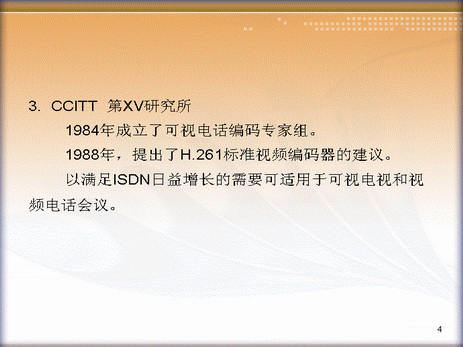 3. CCITT 第XV研究所
1984年成立了可视电话编码专家组。
1988年，提出了H.261标准视频编码器的建议。
以满足ISDN日益增长的需要可适用于可视电视和视
频电话会议。
4